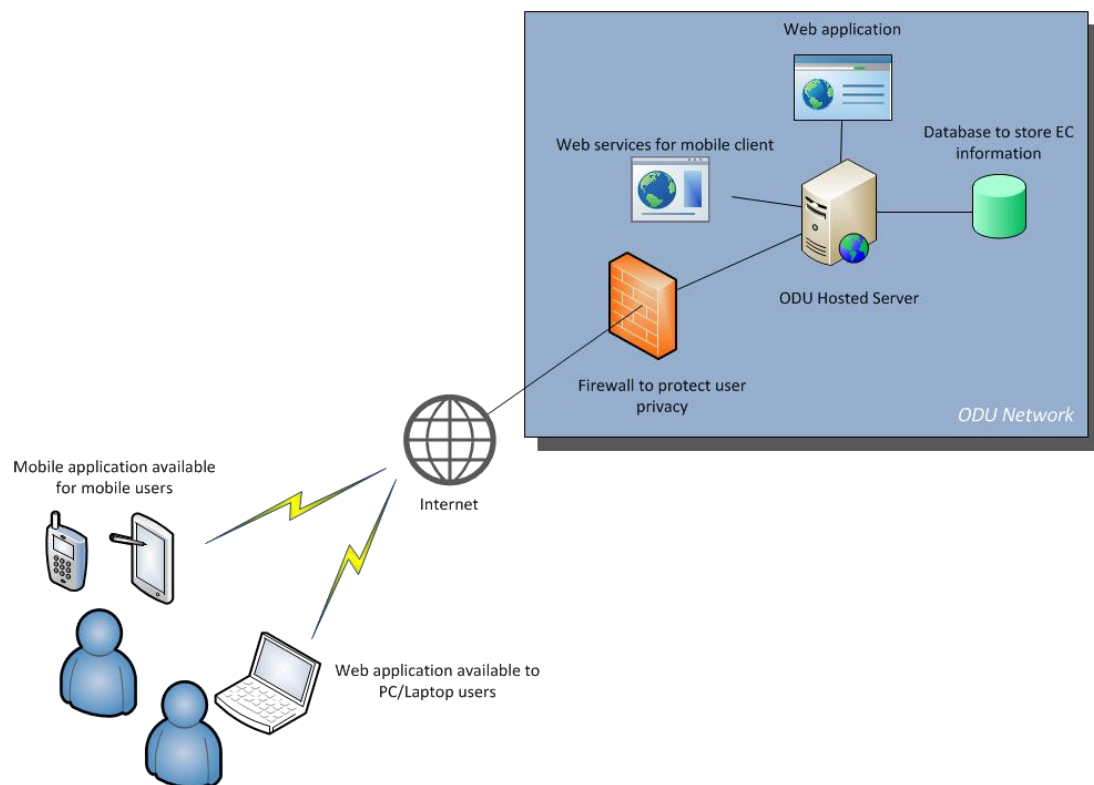 Web application
Database to store EC
information
Web services for mobile client
ODU Hosted Server
Firewall to protect user
privacy
ODU Network
Internet
Mobile application available
for mobile users
Web application available to
PC/Laptop users